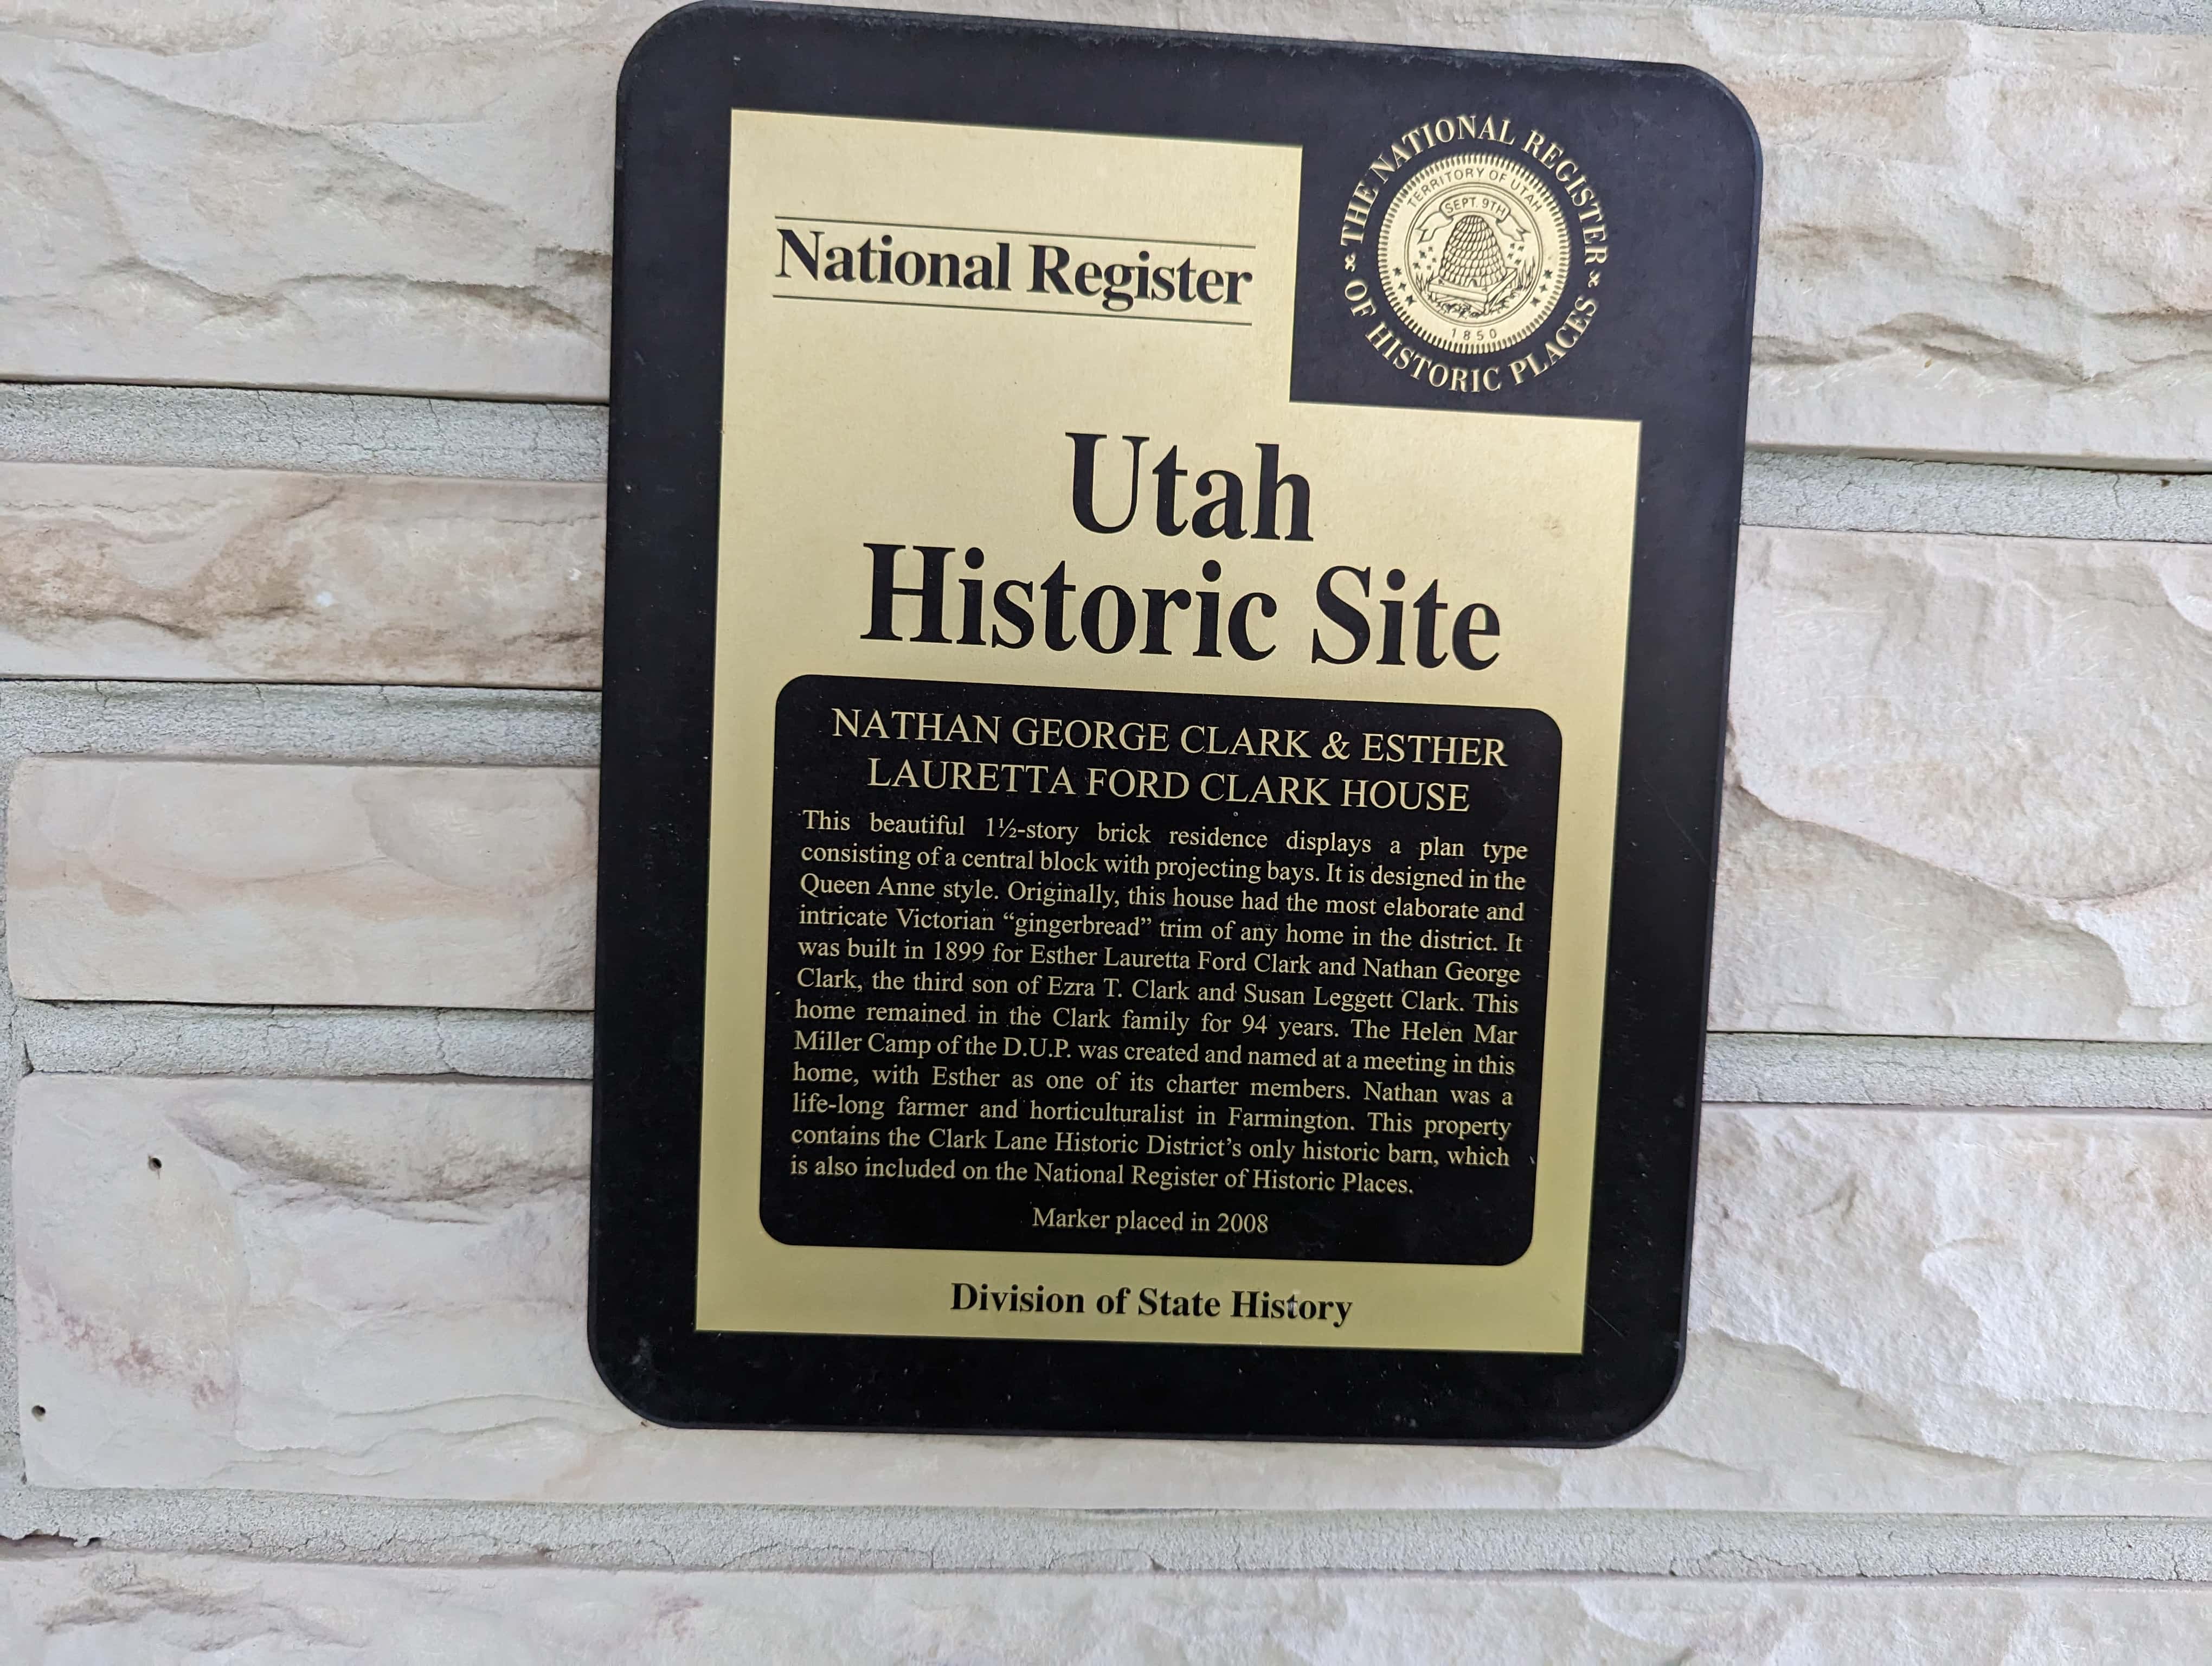 National Register
THE NATIONAL REGISTER
OF HISTORIC PLACES
TERRITORY OF UTAH
SEPT. 9TH
1850
Utah
Historic Site
NATHAN GEORGE CLARK & ESTHER
LAURETTA FORD CLARK HOUSE
This beautiful 1½-story brick residence displays a plan type
consisting of a central block with projecting bays. It is designed in the
Queen Anne style. Originally, this house had the most elaborate and
intricate Victorian “gingerbread” trim of any home in the district. It
was built in 1899 for Esther Lauretta Ford Clark and Nathan George
Clark, the third son of Ezra T. Clark and Susan Leggett Clark. This
home remained in the Clark family for 94 years. The Helen Mar
Miller Camp of the D.U.P. was created and named at a meeting in this
home, with Esther as one of its charter members. Nathan was a
life-long farmer and horticulturalist in Farmington. This property
contains the Clark Lane Historic District’s only historic barn, which
is also included on the National Register of Historic Places.
Marker placed in 2008
Division of State History